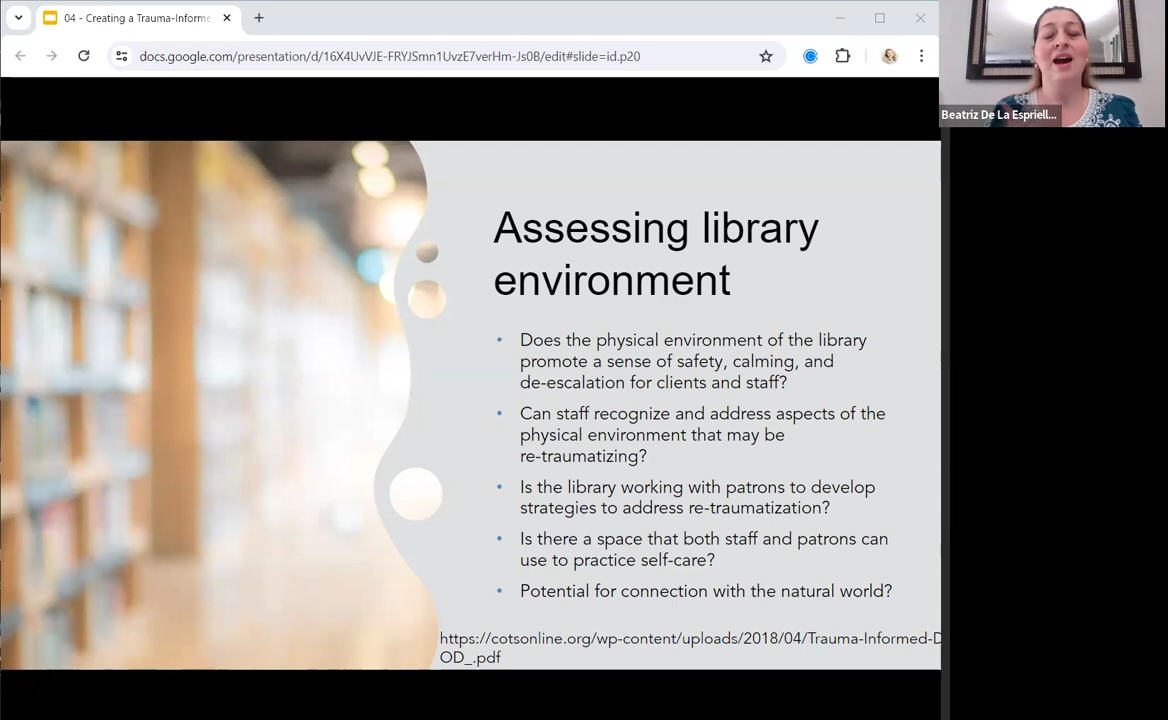 04 - Creating a Trauma-Informe
docs.google.com/presentation/d/16X4UvVJE-FRYJSmn1UvzE7verHm-Js0B/edit#slide=id.p20
Beatriz De La Espriell...
Assessing library
environment
• Does the physical environment of the library
promote a sense of safety, calming, and
de-escalation for clients and staff?
• Can staff recognize and address aspects of the
physical environment that may be
re-traumatizing?
• Is the library working with patrons to develop
strategies to address re-traumatization?
• Is there a space that both staff and patrons can
use to practice self-care?
• Potential for connection with the natural world?
https://cotsonline.org/wp-content/uploads/2018/04/Trauma-Informed-D
OD_.pdf